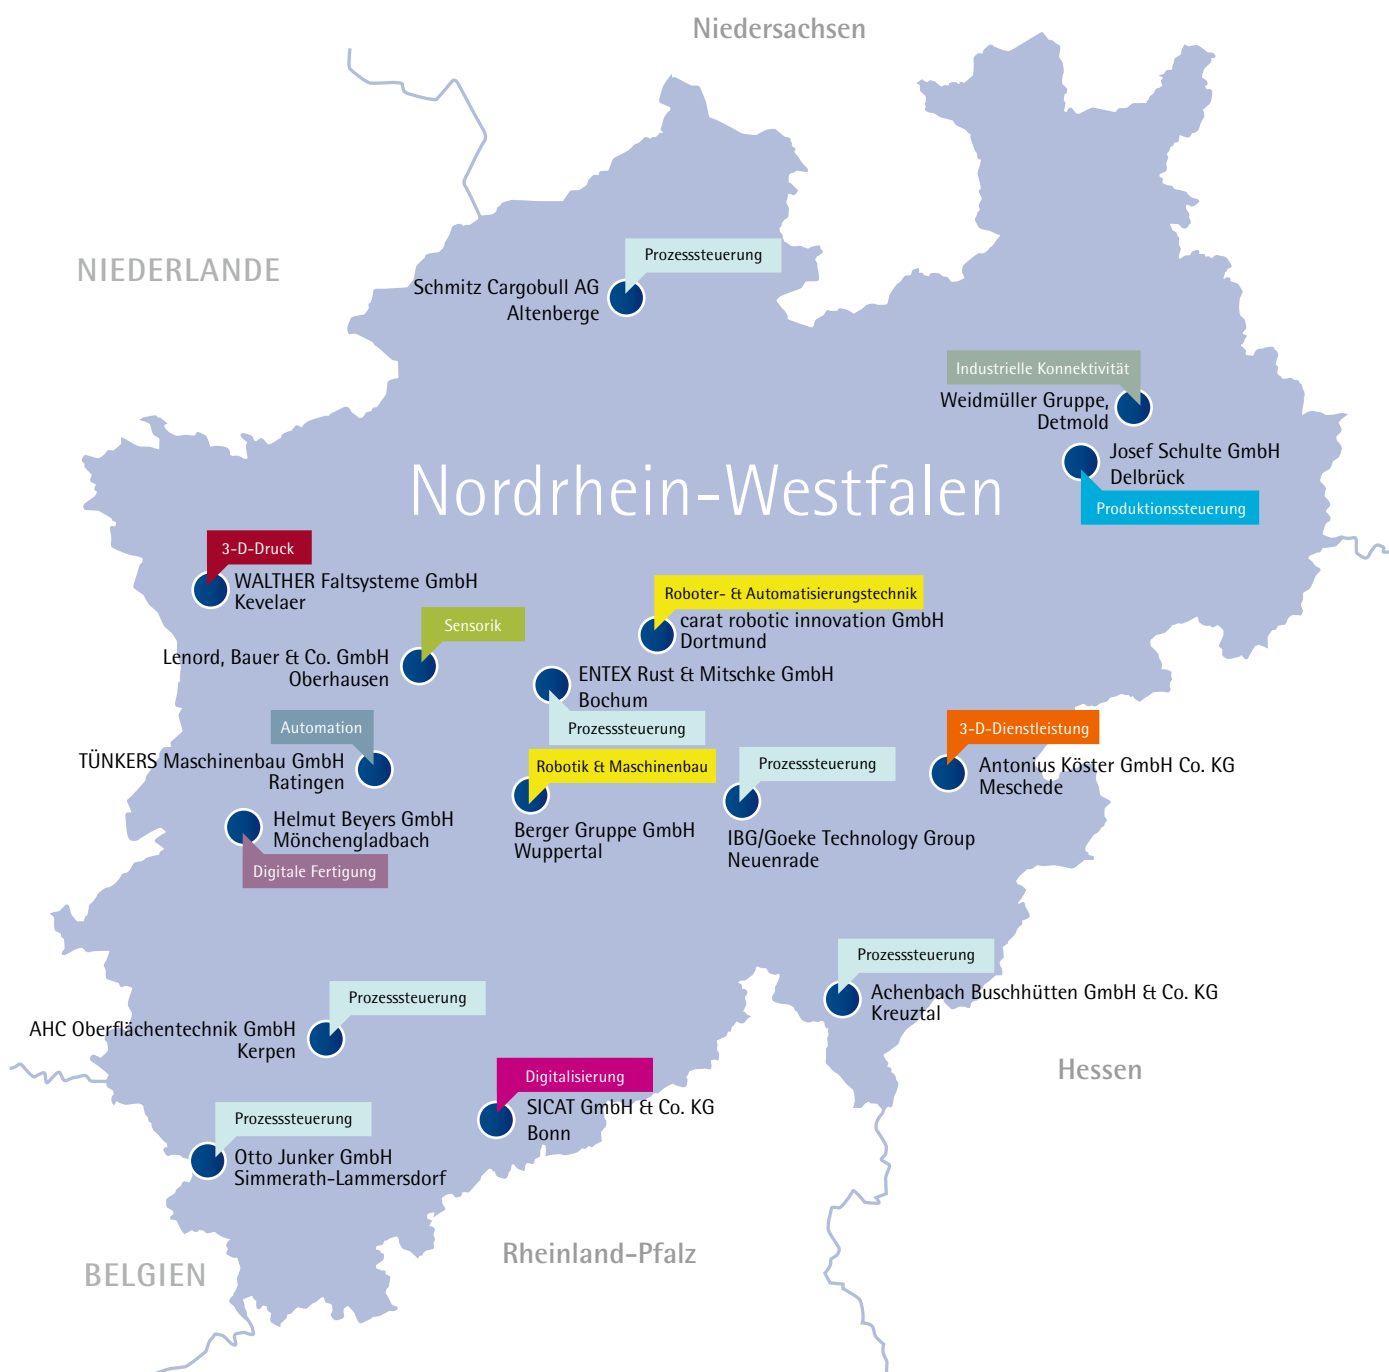 Niedersachsen
NIEDERLANDE
Prozesssteuerung
Schmitz Cargobull AG
Altenberge
Industrielle Konnektivität
Weidmüller Gruppe,
Detmold
Josef Schulte GmbH
Delbrück
Produktionssteuerung
Nordrhein-Westfalen
3-D-Druck
WALTHER Faltsysteme GmbH
Kevelaer
Roboter- & Automatisierungstechnik
carat robotic innovation GmbH
Dortmund
Sensorik
Lenord, Bauer & Co. GmbH
Oberhausen
ENTEX Rust & Mitschke GmbH
Bochum
Prozesssteuerung
Automation
TÜNKERS Maschinenbau GmbH
Ratingen
Robotik & Maschinenbau
Berger Gruppe GmbH
Wuppertal
Prozesssteuerung
IBG/Goeke Technology Group
Neuenrade
3-D-Dienstleistung
Antonius Köster GmbH Co. KG
Meschede
Helmut Beyers GmbH
Mönchengladbach
Digitale Fertigung
Prozesssteuerung
Achenbach Buschhütten GmbH & Co. KG
Kreuztal
Prozesssteuerung
AHC Oberflächentechnik GmbH
Kerpen
Hessen
Digitalisierung
SICAT GmbH & Co. KG
Bonn
Prozesssteuerung
Otto Junker GmbH
Simmerath-Lammersdorf
Rheinland-Pfalz
BELGIEN